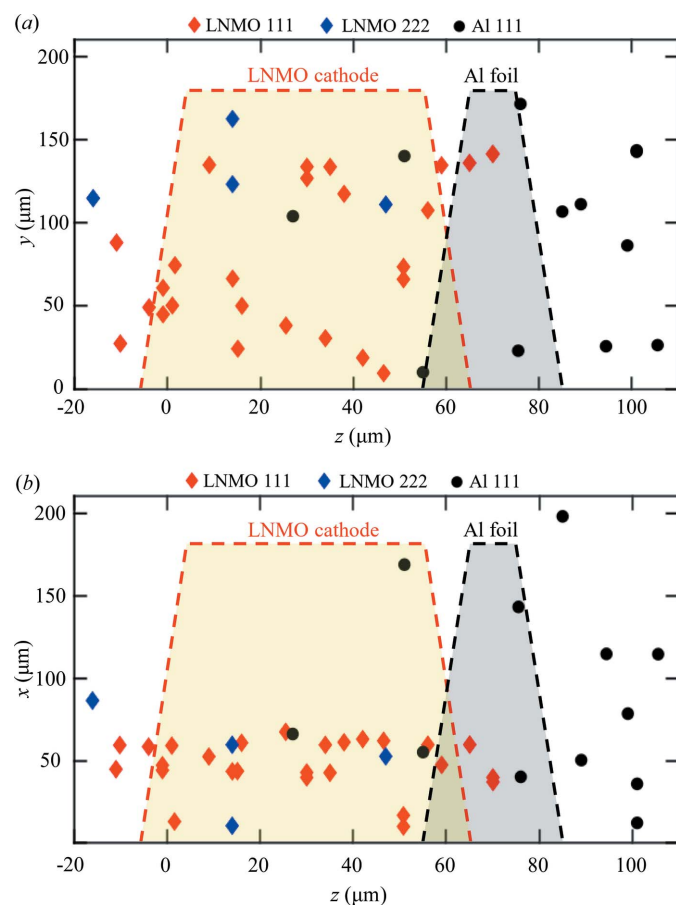 (a)
LNMO 111 LNMO 222 Al 111
LNMO cathode Al foil
200
150
100
50
0
y (μm)
-20 0 20 40 60 80 100
z (μm)
(b)
LNMO 111 LNMO 222 Al 111
LNMO cathode Al foil
200
150
100
50
0
x (μm)
-20 0 20 40 60 80 100
z (μm)